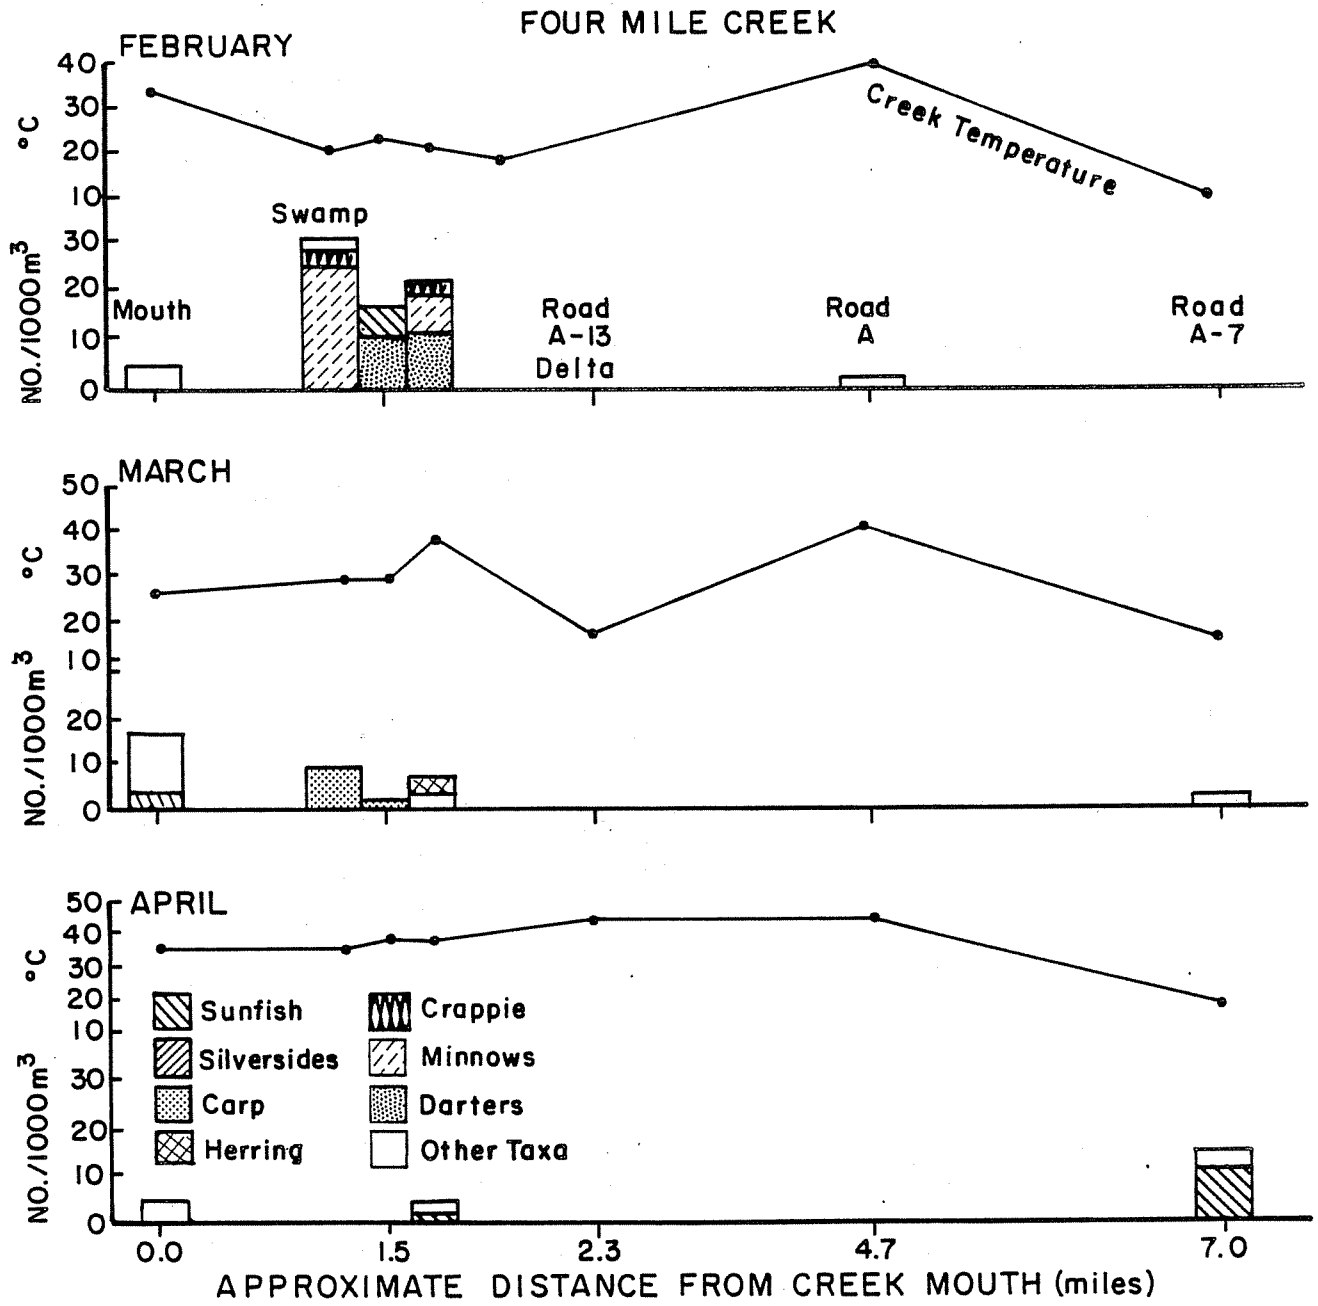 FOUR MILE CREEK
FEBRUARY
40
30
20
10
°C
Creek Temperature
30
20
10
0
NO./1000m³
Swamp
Mouth
Road
A-13
Delta
Road
A
Road
A-7
MARCH
50
40
30
20
10
°C
20
10
0
NO./1000m³
APRIL
50
40
30
20
10
°C
30
20
10
0
NO./1000m³
Sunfish
Silversides
Carp
Herring
Crappie
Minnows
Darters
Other Taxa
0.0 1.5 2.3 4.7 7.0
APPROXIMATE DISTANCE FROM CREEK MOUTH (miles)